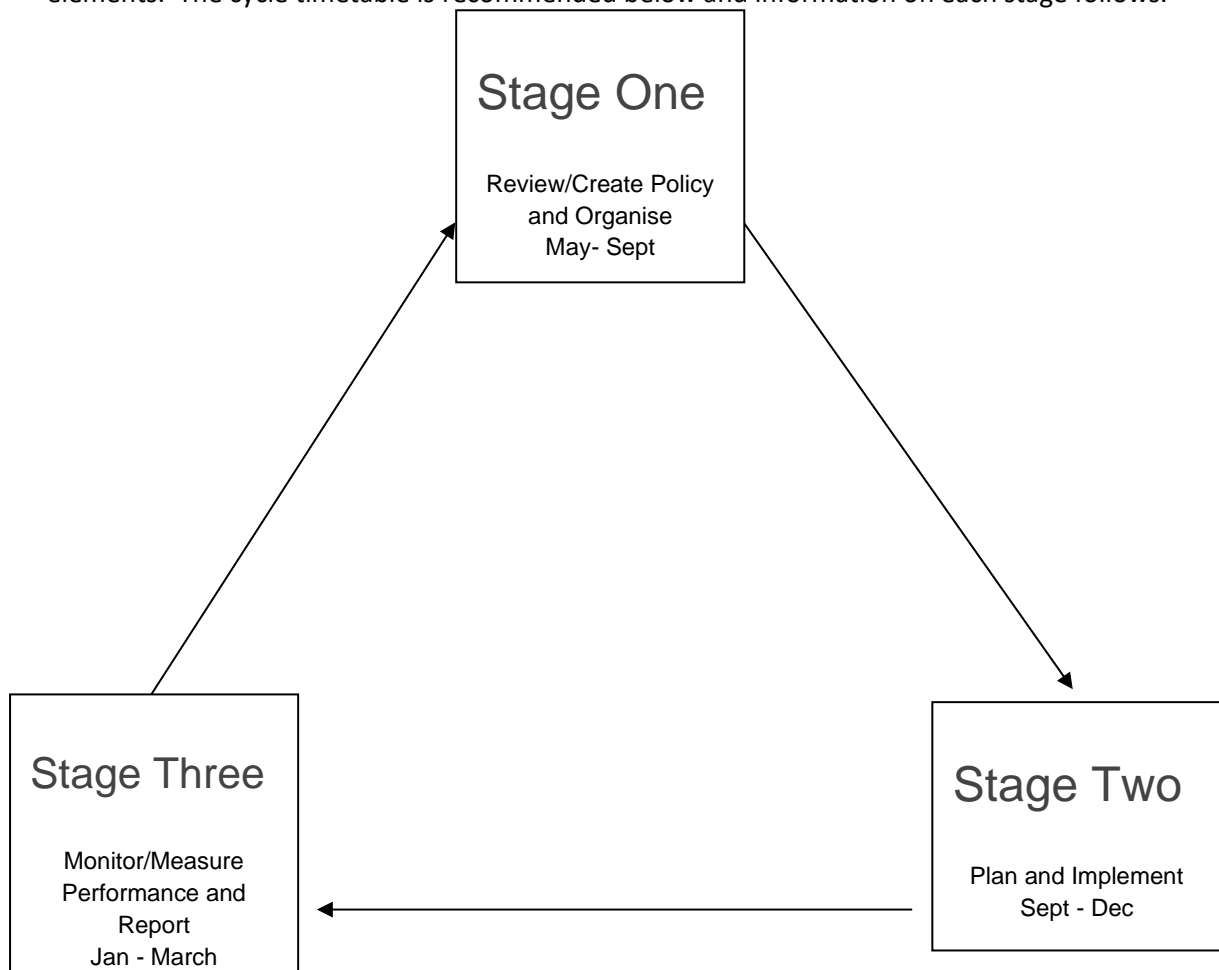 elements. The cycle timetable is recommended below and information on each stage follows.
Stage One
Review/Create Policy
and Organise
May- Sept
Stage Three
Monitor/Measure
Performance and
Report
Jan - March
Stage Two
Plan and Implement
Sept - Dec